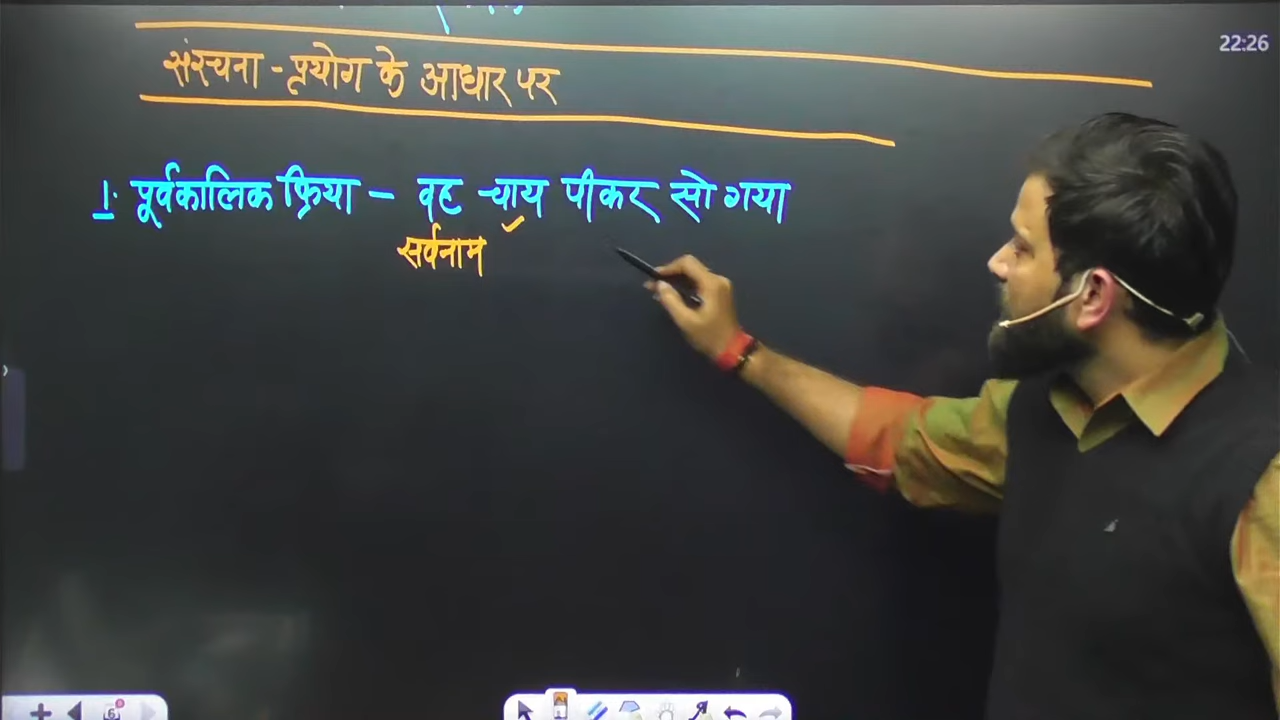 22:26
संरचना - प्रयोग के आधार पर
1. पूर्वकालिक क्रिया - वह चाय पीकर सो गया
सर्वनाम